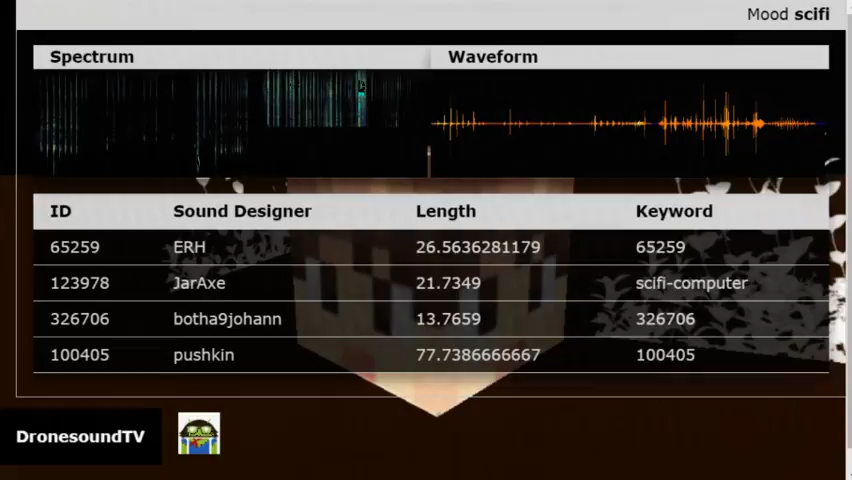 Mood scifi
Spectrum Waveform
ID Sound Designer Length Keyword
65259 ERH 26.5636281179 65259
123978 JarAxe 21.7349 scifi-computer
326706 botha9johann 13.7659 326706
100405 pushkin 77.7386666667 100405
DronesoundTV